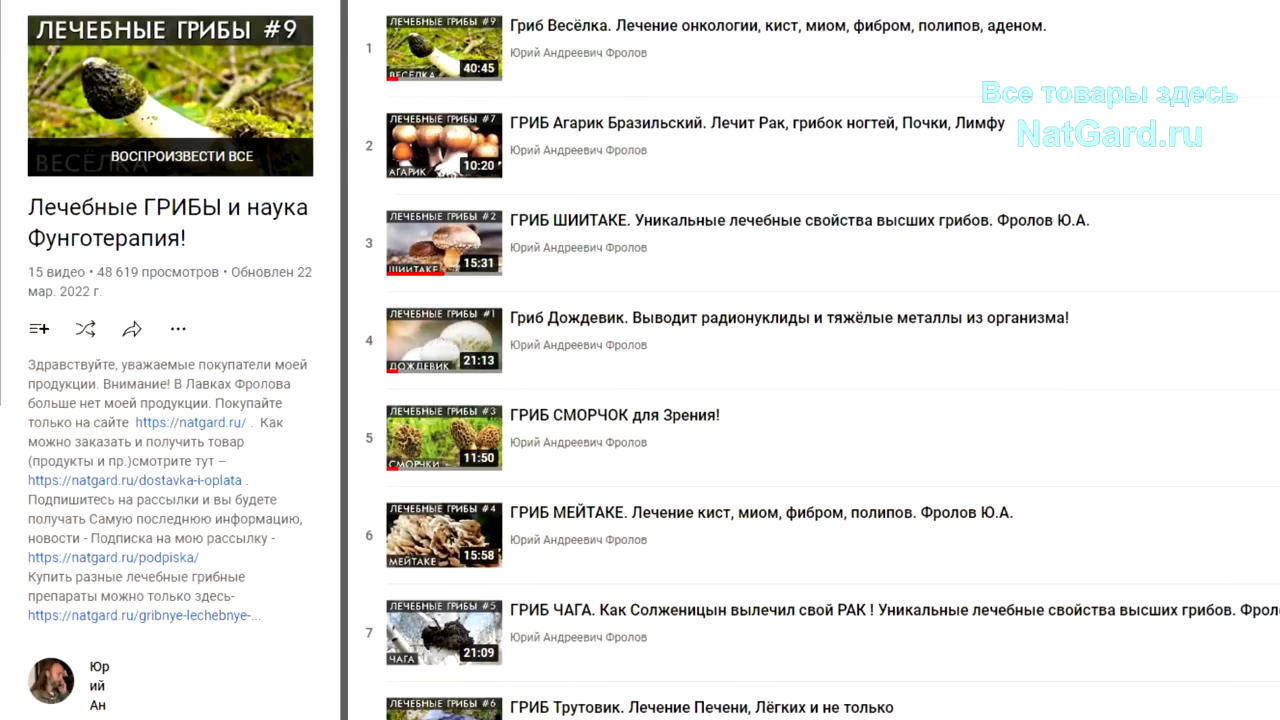 ЛЕЧЕБНЫЕ ГРИБЫ #9
ВЕСЁЛКА
ВОСПРОИЗВЕСТИ ВСЕ
Лечебные ГРИБЫ и наука
Фунготерапия!
15 видео • 48 619 просмотров • Обновлен 22
мар. 2022 г.
Здравствуйте, уважаемые покупатели моей
продукции. Внимание! В Лавках Фролова
больше нет моей продукции. Покупайте
только на сайте https://natgard.ru/ . Как
можно заказать и получить товар
(продукты и пр.)смотрите тут –
https://natgard.ru/dostavka-i-oplata .
Подпишитесь на рассылки и вы будете
получать Самую последнюю информацию,
новости - Подписка на мою рассылку -
https://natgard.ru/podpiska/
Купить разные лечебные грибные
препараты можно только здесь-
https://natgard.ru/gribnye-lechebnye-...
Юр
ий
Ан
1
ЛЕЧЕБНЫЕ ГРИБЫ #9
ВЕСЁЛКА
40:45
Гриб Весёлка. Лечение онкологии, кист, миом, фибром, полипов, аденом.
Юрий Андреевич Фролов
Все товары здесь
NatGard.ru
2
ЛЕЧЕБНЫЕ ГРИБЫ #7
АГАРИК
10:20
ГРИБ Агарик Бразильский. Лечит Рак, грибок ногтей, Почки, Лимфу
Юрий Андреевич Фролов
3
ЛЕЧЕБНЫЕ ГРИБЫ #2
ШИИТАКЕ
15:31
ГРИБ ШИИТАКЕ. Уникальные лечебные свойства высших грибов. Фролов Ю.А.
Юрий Андреевич Фролов
4
ЛЕЧЕБНЫЕ ГРИБЫ #1
ДОЖДЕВИК
21:13
Гриб Дождевик. Выводит радионуклиды и тяжёлые металлы из организма!
Юрий Андреевич Фролов
5
ЛЕЧЕБНЫЕ ГРИБЫ #3
СМОРЧКИ
11:50
ГРИБ СМОРЧОК для Зрения!
Юрий Андреевич Фролов
6
ЛЕЧЕБНЫЕ ГРИБЫ #4
МЕЙТАКЕ
15:58
ГРИБ МЕЙТАКЕ. Лечение кист, миом, фибром, полипов. Фролов Ю.А.
Юрий Андреевич Фролов
7
ЛЕЧЕБНЫЕ ГРИБЫ #5
ЧАГА
21:09
ГРИБ ЧАГА. Как Солженицын вылечил свой РАК ! Уникальные лечебные свойства высших грибов. Фрол
Юрий Андреевич Фролов
ЛЕЧЕБНЫЕ ГРИБЫ #6
ГРИБ Трутовик. Лечение Печени, Лёгких и не только